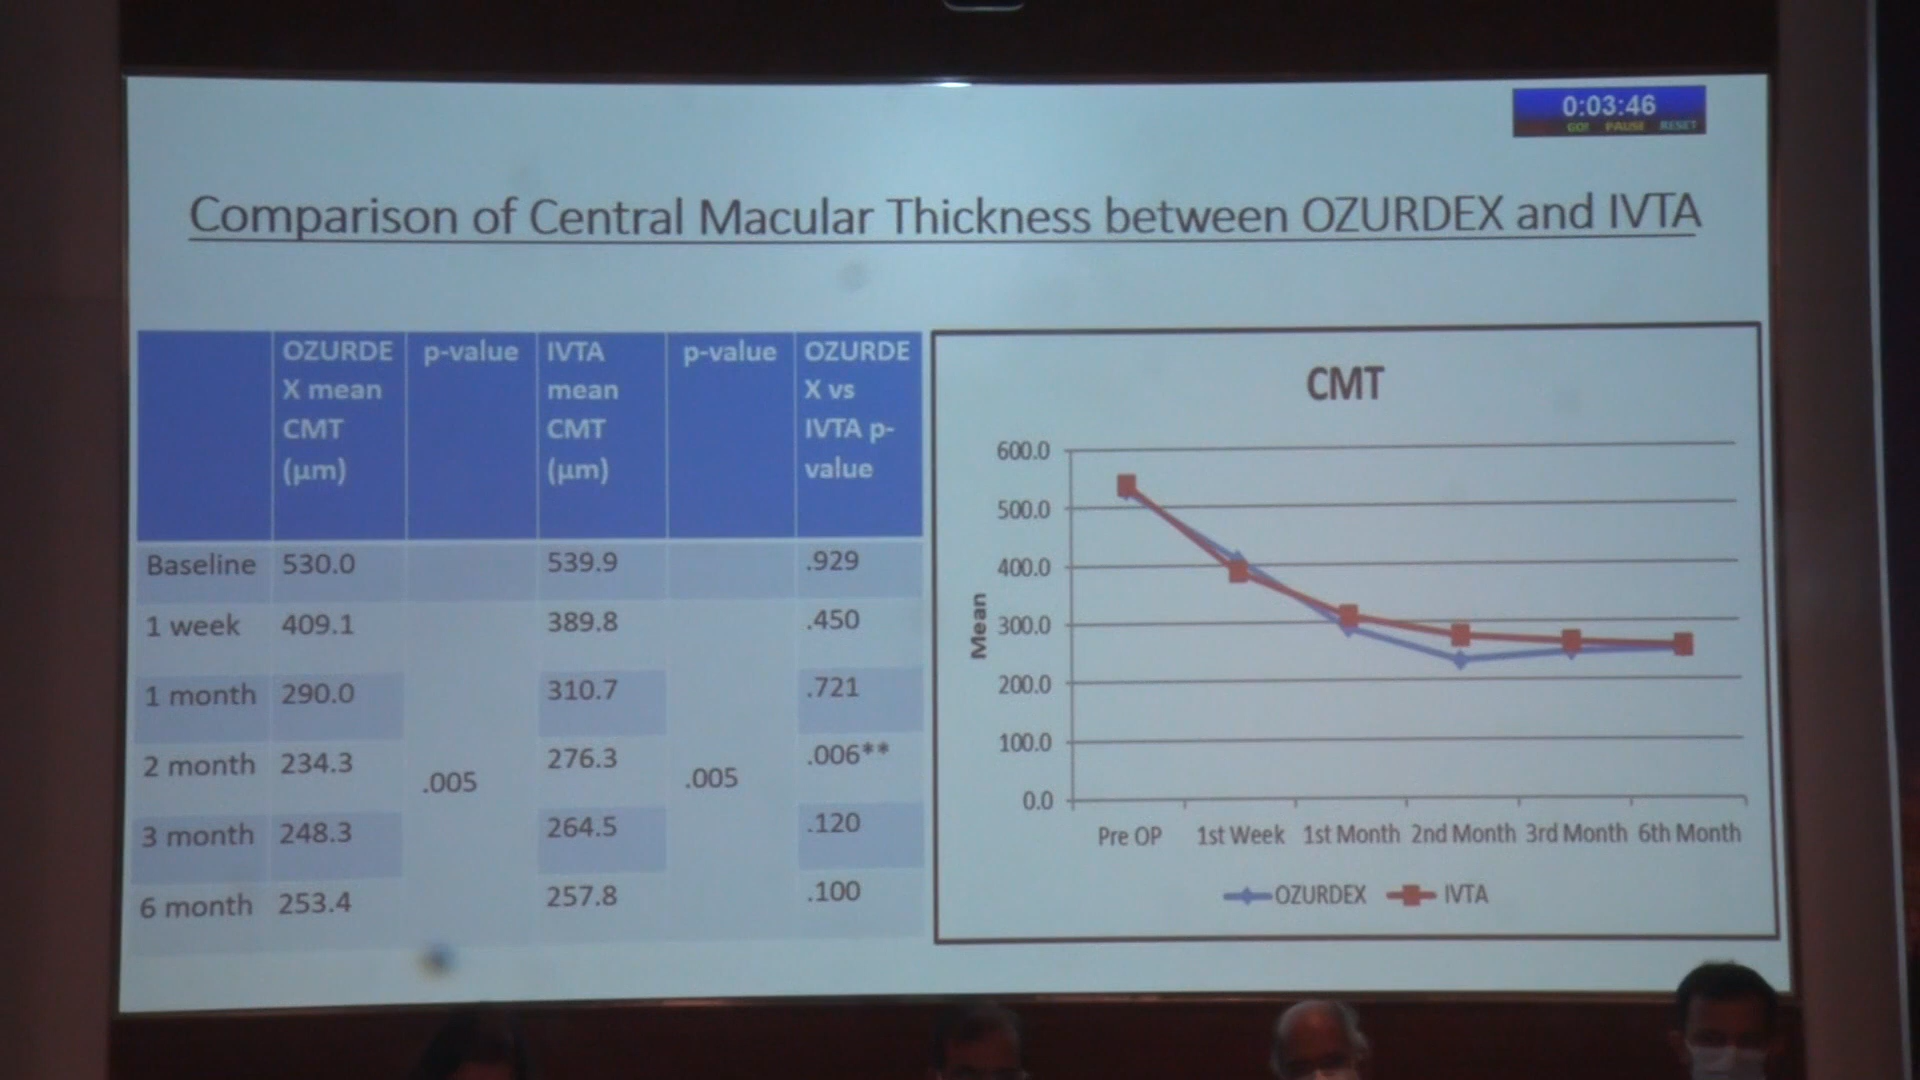 0:03:46
GO! PAUSE RESET
Comparison of Central Macular Thickness between OZURDEX and IVTA
OZURDE
X mean
CMT
(µm)
p-value
IVTA
mean
CMT
(µm)
p-value
OZURDE
X vs
IVTA p-
value
Baseline 530.0 539.9 .929
1 week 409.1 389.8 .450
1 month 290.0 310.7 .721
2 month 234.3 276.3 .006**
.005 .005
3 month 248.3 264.5 .120
6 month 253.4 257.8 .100
CMT
600.0
500.0
400.0
300.0
200.0
100.0
0.0
Mean
Pre OP 1st Week 1st Month 2nd Month 3rd Month 6th Month
OZURDEX IVTA